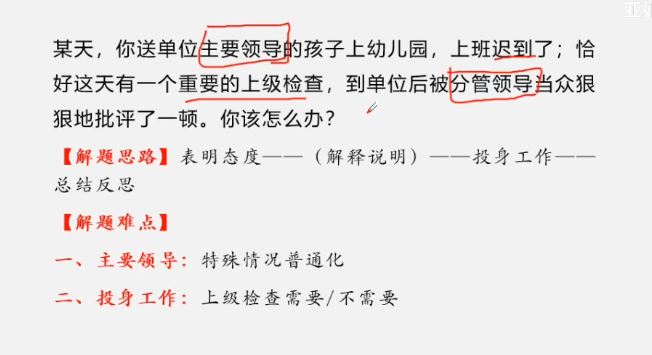 某天，你送单位主要领导的孩子上幼儿园，上班迟到了；恰
好这天有一个重要的上级检查，到单位后被分管领导当众狠
狠地批评了一顿。你该怎么办？
【解题思路】表明态度——（解释说明）——投身工作——
总结反思
【解题难点】
一、主要领导：特殊情况普通化
二、投身工作：上级检查需要/不需要